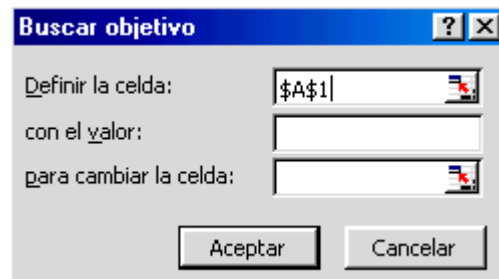 Buscar objetivo
Definir la celda: $A$1
con el valor:
para cambiar la celda:
Aceptar Cancelar